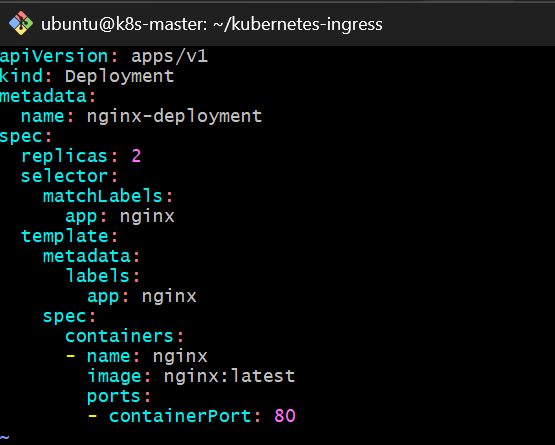 ubuntu@k8s-master: ~/kubernetes-ingress
apiVersion: apps/v1
kind: Deployment
metadata:
  name: nginx-deployment
spec:
  replicas: 2
  selector:
    matchLabels:
      app: nginx
  template:
    metadata:
      labels:
        app: nginx
    spec:
      containers:
      - name: nginx
        image: nginx:latest
        ports:
        - containerPort: 80
~